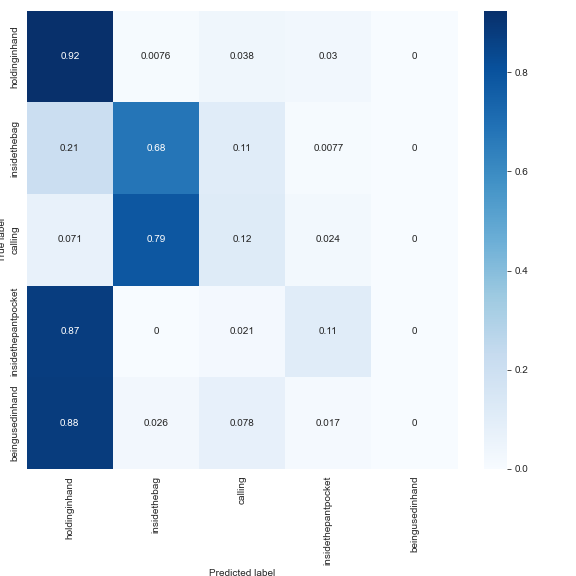 holdinginhand 0.92 0.0076 0.038 0.03 0
insidethebag 0.21 0.68 0.11 0.0077 0
True label
calling 0.071 0.79 0.12 0.024 0
insidethepantpocket 0.87 0 0.021 0.11 0
beingusedinhand 0.88 0.026 0.078 0.017 0
holdinginhand insidethebag calling insidethepantpocket beingusedinhand
Predicted label
0.8
0.6
0.4
0.2
0.0